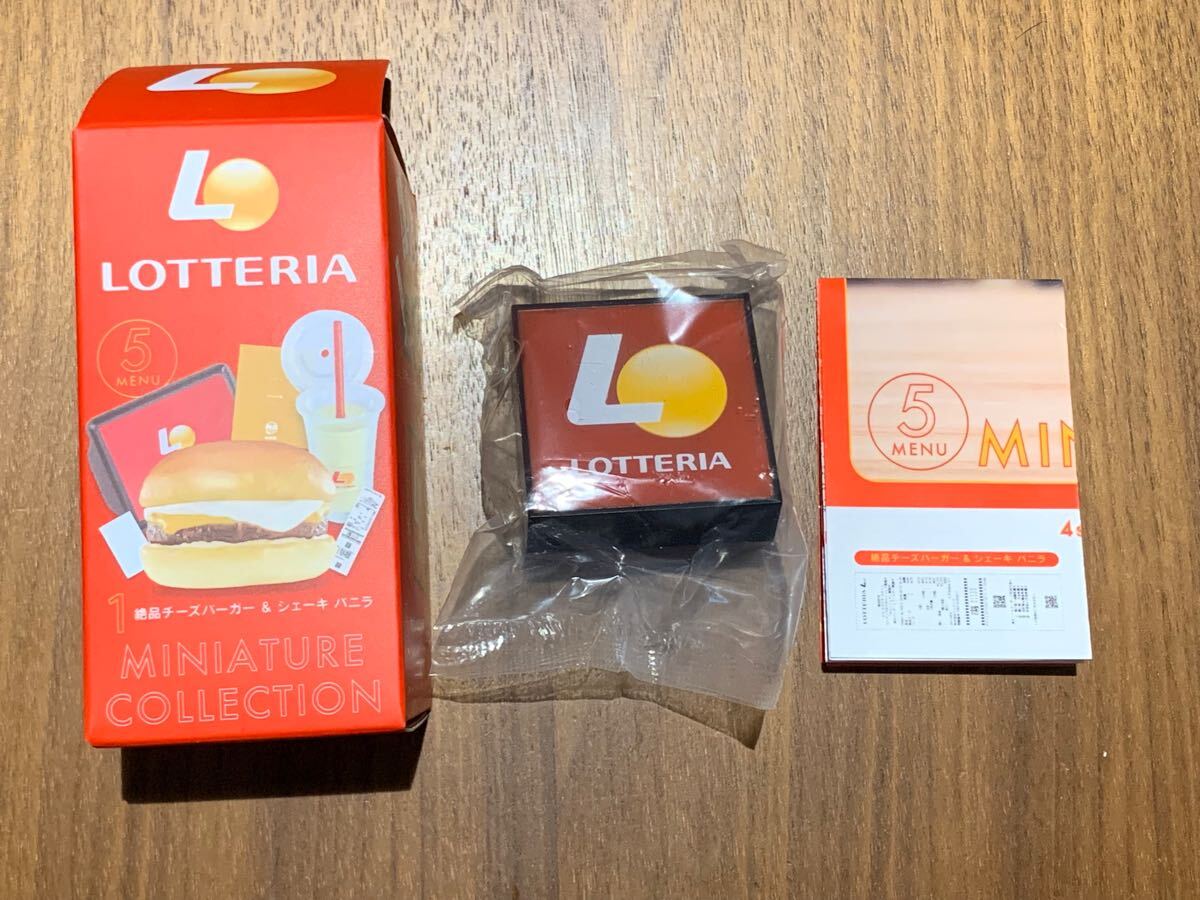 LOTTERIA
5
MENU
1 絶品チーズバーガー & シェーキ バニラ
MINIATURE
COLLECTION
LOTTERIA
5
MENU
MIN
4s
絶品チーズバーガー & シェーキ バニラ
LOTTERIA